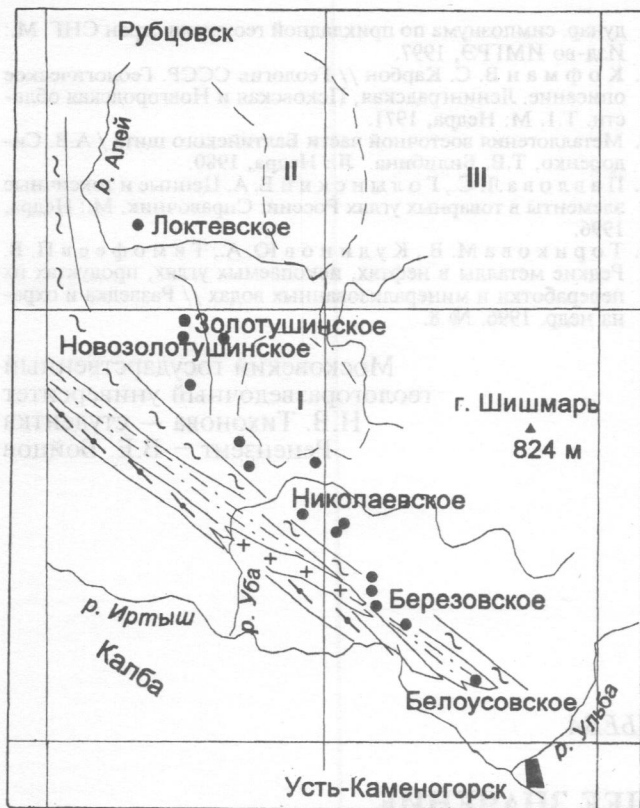 Рубцовск
р. Алей
II
III
Локтевское
Золотушинское
Новозолотушинское
I
г. Шишмарь
824 м
Николаевское
р. Уба
Березовское
р. Иртыш
Калба
Белоусовское
р. Ульба
Усть-Каменогорск